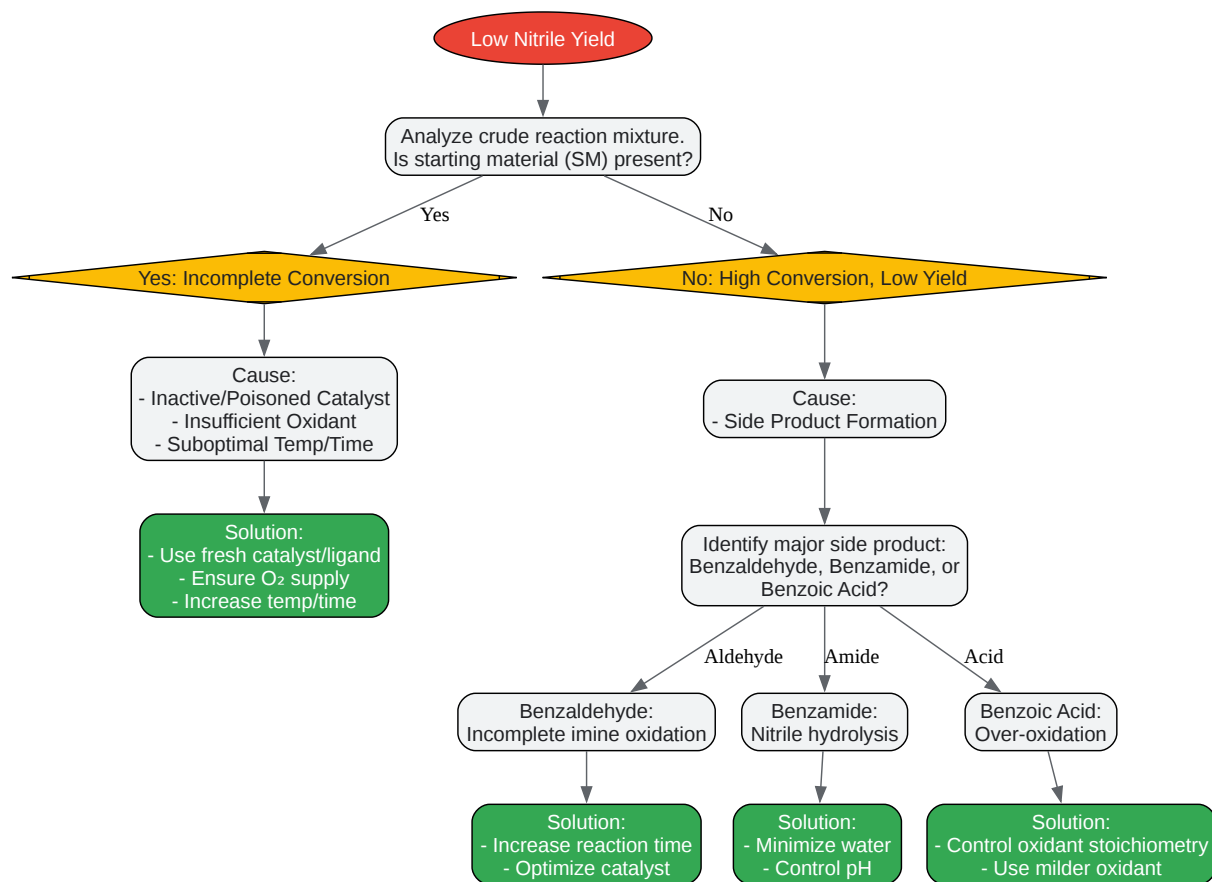 Low Nitrile Yield
Analyze crude reaction mixture.
Is starting material (SM) present?
Yes
No
Yes: Incomplete Conversion
No: High Conversion, Low Yield
Cause:
- Inactive/Poisoned Catalyst
- Insufficient Oxidant
- Suboptimal Temp/Time
Cause:
- Side Product Formation
Solution:
- Use fresh catalyst/ligand
- Ensure O₂ supply
- Increase temp/time
Identify major side product:
Benzaldehyde, Benzamide, or
Benzoic Acid?
Aldehyde
Amide
Acid
Benzaldehyde:
Incomplete imine oxidation
Benzamide:
Nitrile hydrolysis
Benzoic Acid:
Over-oxidation
Solution:
- Increase reaction time
- Optimize catalyst
Solution:
- Minimize water
- Control pH
Solution:
- Control oxidant stoichiometry
- Use milder oxidant